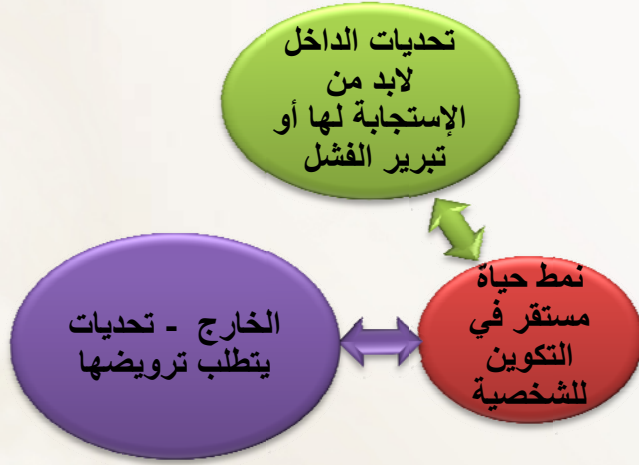 تحديات الداخل
لابد من
الإستجابة لها أو
تبرير الفشل
نمط حياة
مستقر في
التكوين
للشخصية
الخارج - تحديات
يتطلب ترويضها